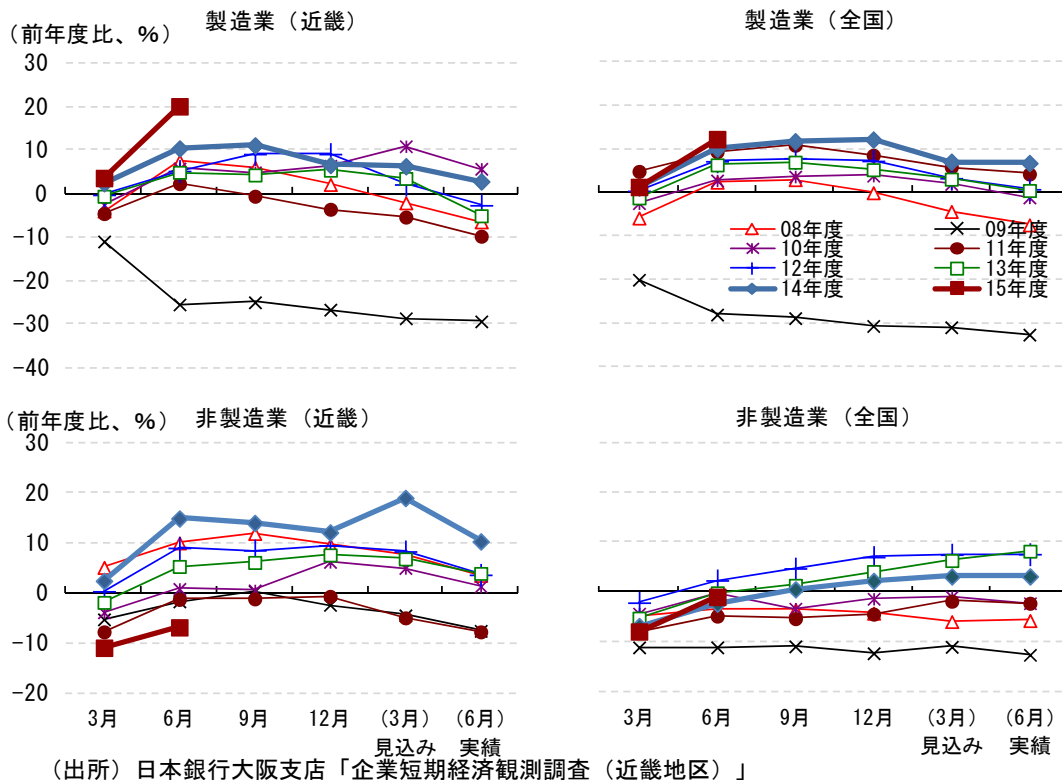 製造業（近畿）
製造業（全国）
（前年度比、%）
30
20
10
0
-10
-20
-30
-40
08年度
09年度
10年度
11年度
12年度
13年度
14年度
15年度
（前年度比、%）
非製造業（近畿）
非製造業（全国）
30
20
10
0
-10
-20
3月
6月
9月
12月
（3月）
見込み
（6月）
実績
3月
6月
9月
12月
（3月）
見込み
（6月）
実績
（出所）日本銀行大阪支店「企業短期経済観測調査（近畿地区）」